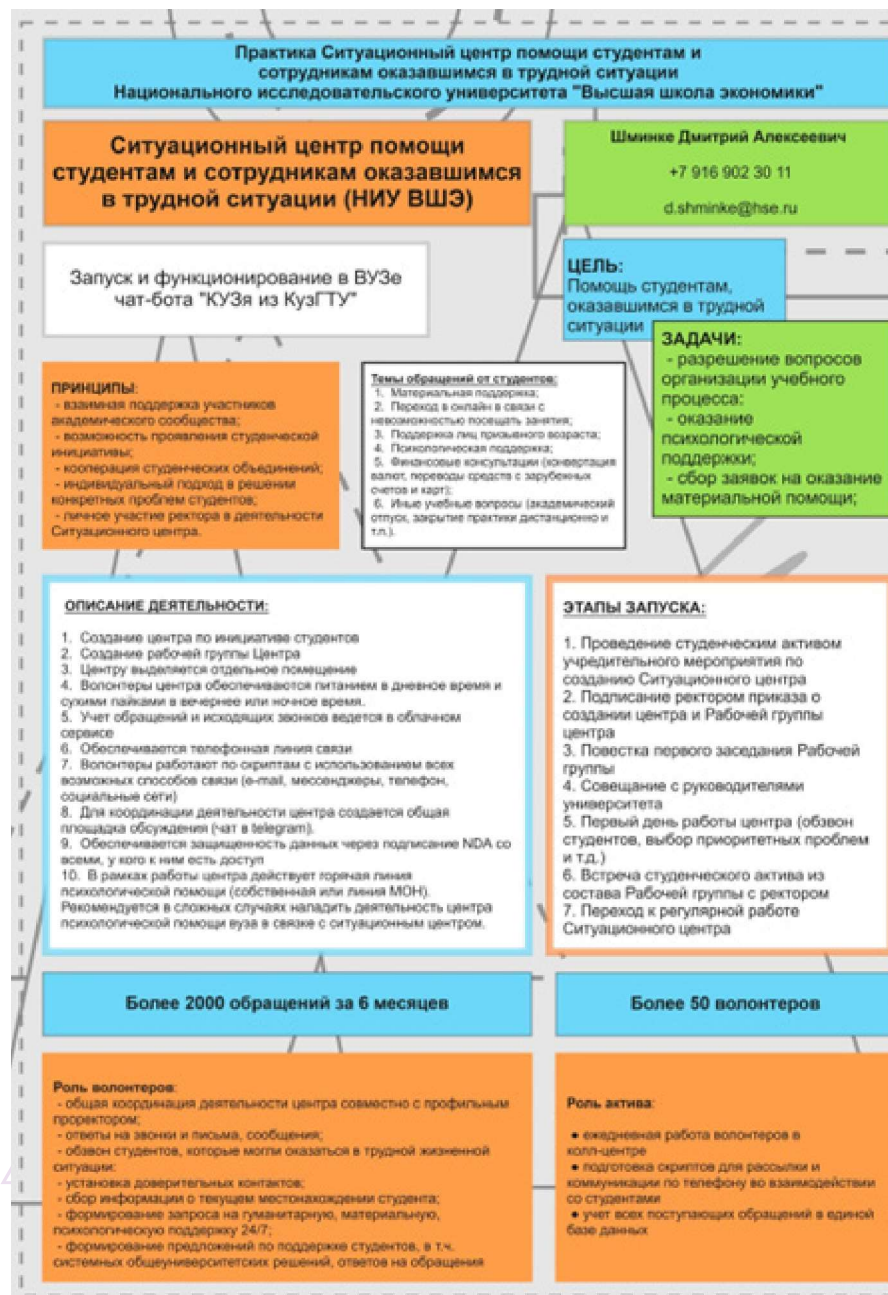 Практика Ситуационный центр помощи студентам и
сотрудникам оказавшимся в трудной ситуации
Национального исследовательского университета "Высшая школа экономики"
Ситуационный центр помощи
студентам и сотрудникам оказавшимся
в трудной ситуации (НИУ ВШЭ)
Шминке Дмитрий Алексеевич
+7 916 902 30 11
d.shminke@hse.ru
Запуск и функционирование в ВУЗе
чат-бота "КУЗя из КузГТУ"
ЦЕЛЬ:
Помощь студентам,
оказавшимся в трудной
ситуации
ЗАДАЧИ:
- разрешение вопросов
организации учебного
процесса:
- оказание
психологической
поддержки;
- сбор заявок на оказание
материальной помощи;
ПРИНЦИПЫ:
- взаимная поддержка участников
академического сообщества;
- возможность проявления студенческой
инициативы;
- кооперация студенческих объединений;
- индивидуальный подход в решении
конкретных проблем студентов;
- личное участие ректора в деятельности
Ситуационного центра.
Темы обращений от студентов:
1. Материальная поддержка;
2. Переход в онлайн в связи с
невозможностью посещать занятия;
3. Поддержка лиц призывного возраста;
4. Психологическая поддержка;
5. Финансовые консультации (конвертация
валют, переводы средств с зарубежных
счетов и карт);
6. Иные учебные вопросы (академический
отпуск, закрытие практики дистанционно и
т.п.).
ОПИСАНИЕ ДЕЯТЕЛЬНОСТИ:
1. Создание центра по инициативе студентов
2. Создание рабочей группы Центра
3. Центру выделяется отдельное помещение
4. Волонтеры центра обеспечиваются питанием в дневное время и
сухими пайками в вечернее или ночное время.
5. Учет обращений и исходящих звонков ведется в облачном
сервисе
6. Обеспечивается телефонная линия связи
7. Волонтеры работают по скриптам с использованием всех
возможных способов связи (e-mail, мессенджеры, телефон,
социальные сети)
8. Для координации деятельности центра создается общая
площадка обсуждения (чат в telegram).
9. Обеспечивается защищенность данных через подписание NDA со
всеми, у кого к ним есть доступ
10. В рамках работы центра действует горячая линия
психологической помощи (собственная или линия МОН).
Рекомендуется в сложных случаях наладить деятельность центра
психологической помощи вуза в связке с ситуационным центром.
ЭТАПЫ ЗАПУСКА:
1. Проведение студенческим активом
учредительного мероприятия по
созданию Ситуационного центра
2. Подписание ректором приказа о
создании центра и Рабочей группы
центра
3. Повестка первого заседания Рабочей
группы
4. Совещание с руководителями
университета
5. Первый день работы центра (обзвон
студентов, выбор приоритетных проблем
и т.д.)
6. Встреча студенческого актива из
состава Рабочей группы с ректором
7. Переход к регулярной работе
Ситуационного центра
Более 2000 обращений за 6 месяцев
Более 50 волонтеров
Роль волонтеров:
- общая координация деятельности центра совместно с профильным
проректором;
- ответы на звонки и письма, сообщения;
- обзвон студентов, которые могли оказаться в трудной жизненной
ситуации:
- установка доверительных контактов;
- сбор информации о текущем местонахождении студента;
- формирование запроса на гуманитарную, материальную,
психологическую поддержку 24/7;
- формирование предложений по поддержке студентов, в т.ч.
системных общеуниверситетских решений, ответов на обращения
Роль актива:
● ежедневная работа волонтеров в
колл-центре
● подготовка скриптов для рассылки и
коммуникации по телефону во взаимодействии
со студентами
● учет всех поступающих обращений в единой
базе данных